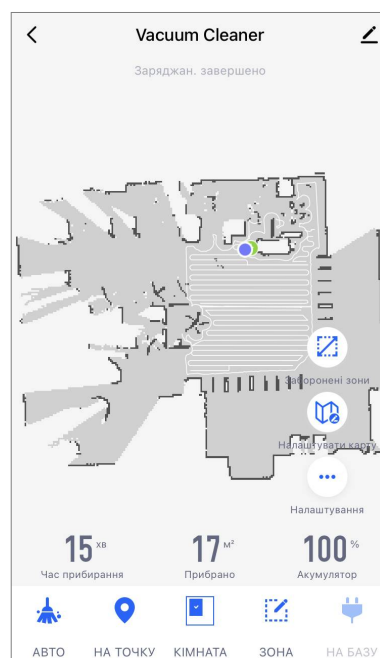 Vacuum Cleaner
Заряджан. завершено
Заборонені зони
Налаштувати карту
Налаштування
15 хв
17 м²
100 %
Час прибирання
Прибрано
Акумулятор
АВТО
НА ТОЧКУ
КІМНАТА
ЗОНА
НА БАЗУ